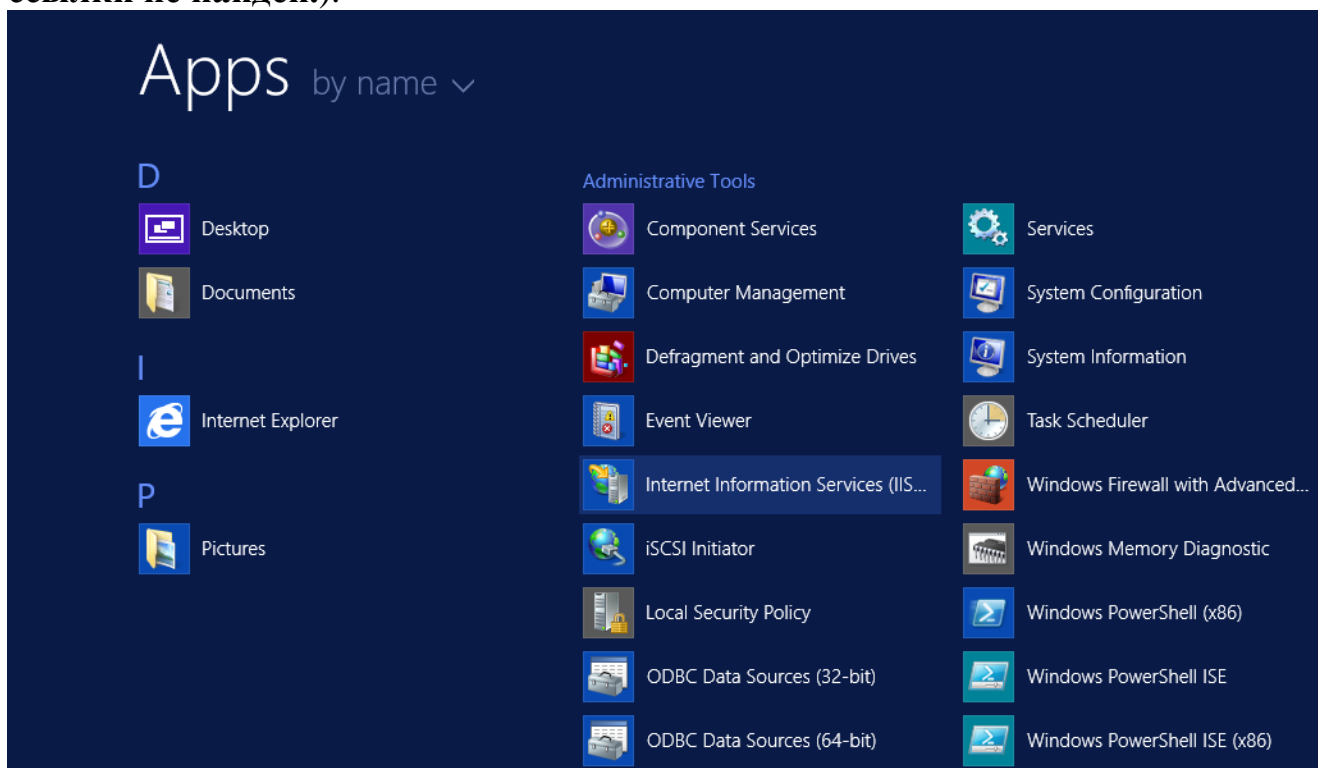 ссылки не найден.).
Apps by name
D
Desktop
Documents
I
Internet Explorer
P
Pictures
Administrative Tools
Component Services
Computer Management
Defragment and Optimize Drives
Event Viewer
Internet Information Services (IIS...
iSCSI Initiator
Local Security Policy
ODBC Data Sources (32-bit)
ODBC Data Sources (64-bit)
Services
System Configuration
System Information
Task Scheduler
Windows Firewall with Advanced...
Windows Memory Diagnostic
Windows PowerShell (x86)
Windows PowerShell ISE
Windows PowerShell ISE (x86)